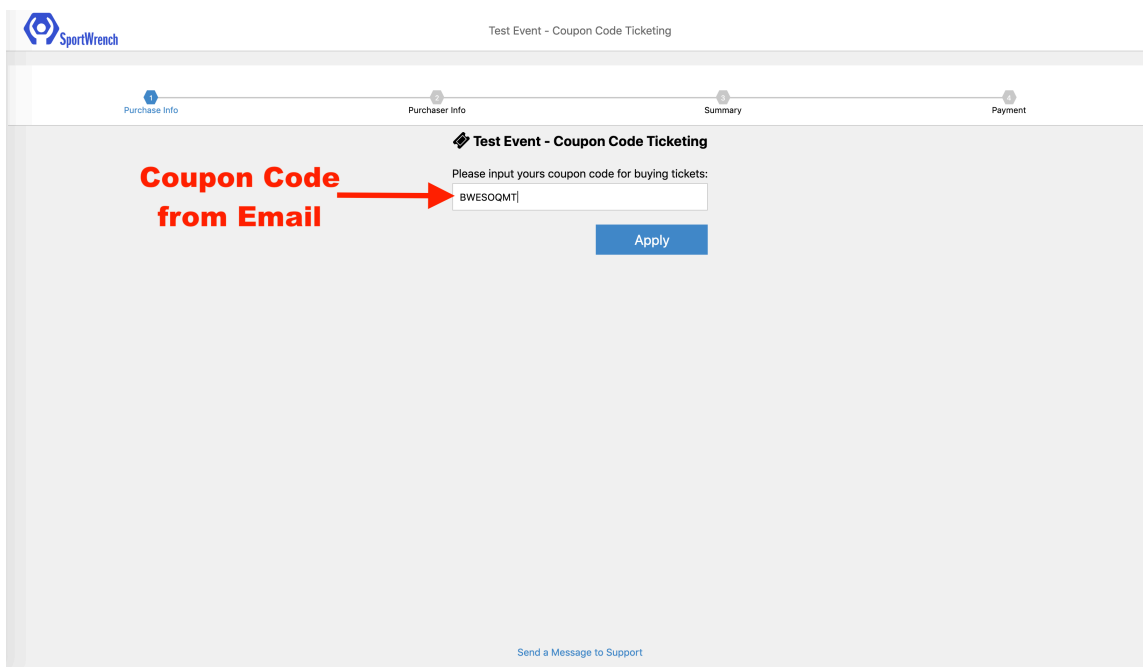 SportWrench
Test Event - Coupon Code Ticketing
1
2
3
4
Purchase Info
Purchaser Info
Summary
Payment
Test Event - Coupon Code Ticketing
Please input yours coupon code for buying tickets:
Coupon Code
from Email
BWESOQMT
Apply
Send a Message to Support